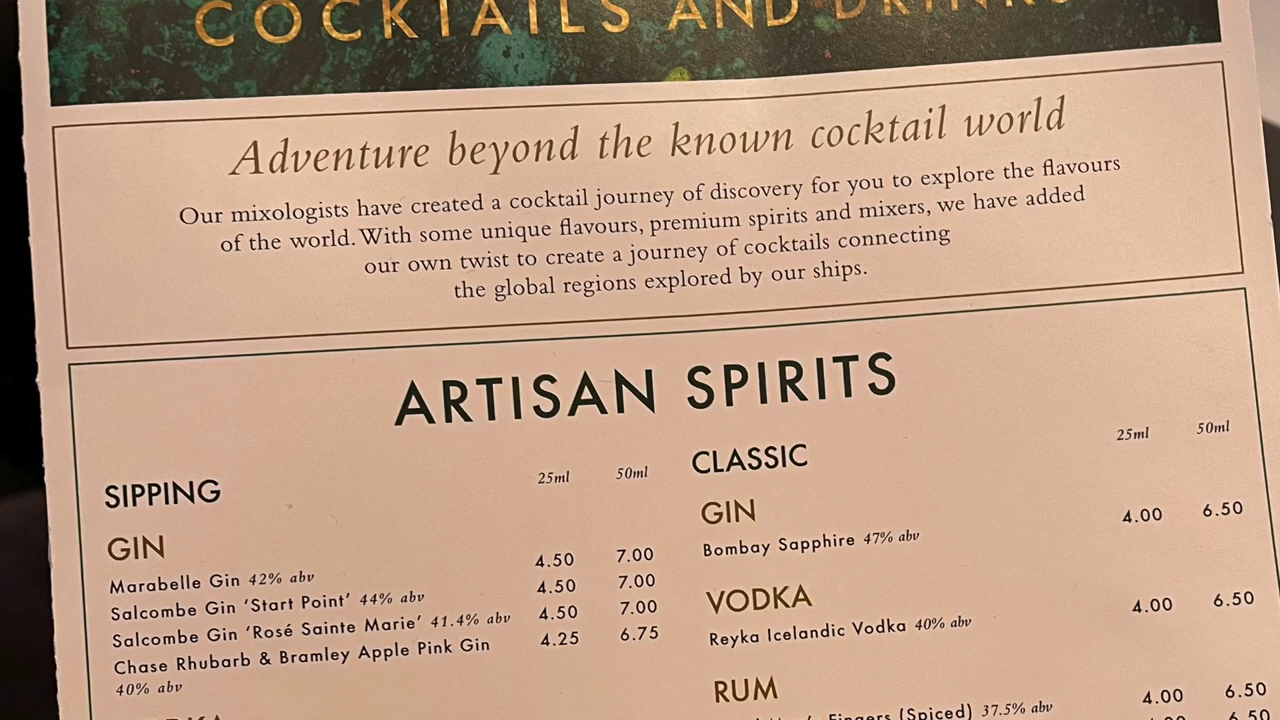 COCKTAILS AND DRINKS
Adventure beyond the known cocktail world
Our mixologists have created a cocktail journey of discovery for you to explore the flavours
of the world. With some unique flavours, premium spirits and mixers, we have added
our own twist to create a journey of cocktails connecting
the global regions explored by our ships.
ARTISAN SPIRITS
SIPPING 25ml 50ml
GIN
Marabelle Gin 42% abv 4.50 7.00
Salcombe Gin ‘Start Point’ 44% abv 4.50 7.00
Salcombe Gin ‘Rosé Sainte Marie’ 41.4% abv 4.50 7.00
Chase Rhubarb & Bramley Apple Pink Gin 4.25 6.75
40% abv
CLASSIC 25ml 50ml
GIN
Bombay Sapphire 47% abv 4.00 6.50
VODKA
Reyka Icelandic Vodka 40% abv 4.00 6.50
RUM
Fingers (Spiced) 37.5% abv 4.00 6.50
6.50